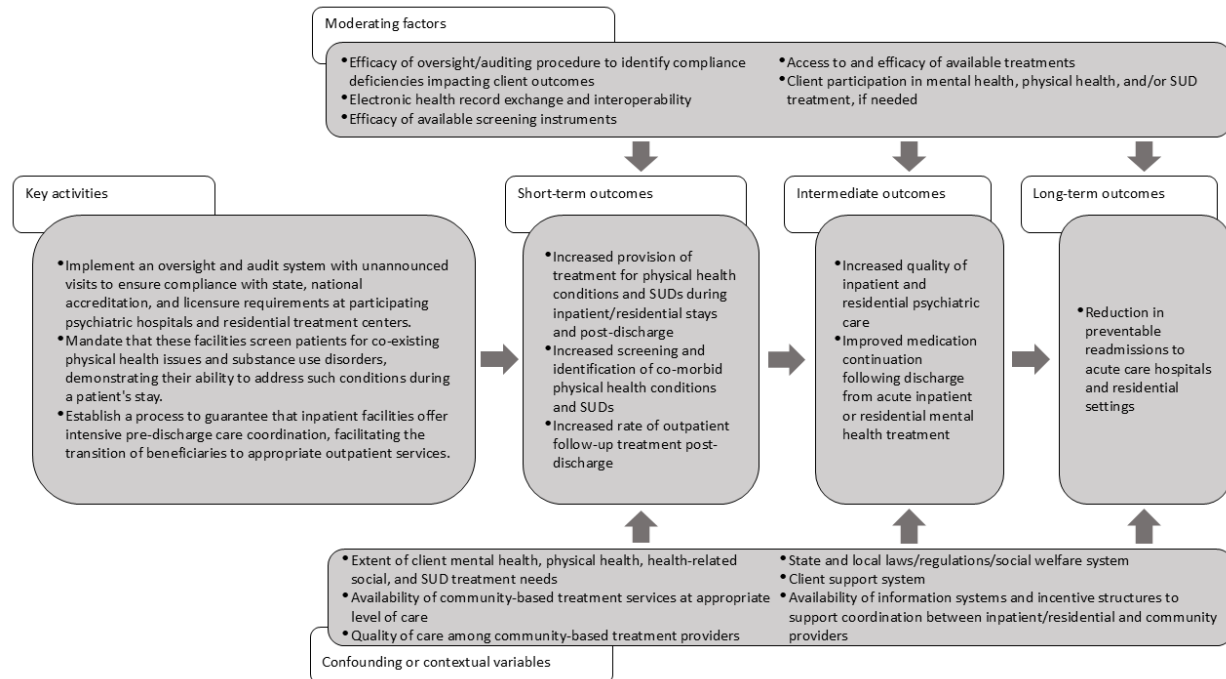 Moderating factors
• Efficacy of oversight/auditing procedure to identify compliance
deficiencies impacting client outcomes
• Electronic health record exchange and interoperability
• Efficacy of available screening instruments
• Access to and efficacy of available treatments
• Client participation in mental health, physical health, and/or SUD
treatment, if needed
Key activities
• Implement an oversight and audit system with unannounced
visits to ensure compliance with state, national
accreditation, and licensure requirements at participating
psychiatric hospitals and residential treatment centers.
• Mandate that these facilities screen patients for co-existing
physical health issues and substance use disorders,
demonstrating their ability to address such conditions during
a patient's stay.
• Establish a process to guarantee that inpatient facilities offer
intensive pre-discharge care coordination, facilitating the
transition of beneficiaries to appropriate outpatient services.
Short-term outcomes
• Increased provision of
treatment for physical health
conditions and SUDs during
inpatient/residential stays
and post-discharge
• Increased screening and
identification of co-morbid
physical health conditions
and SUDs
• Increased rate of outpatient
follow-up treatment post-
discharge
Intermediate outcomes
• Increased quality of
inpatient and
residential psychiatric
care
• Improved medication
continuation
following discharge
from acute inpatient
or residential mental
health treatment
Long-term outcomes
• Reduction in
preventable
readmissions to
acute care hospitals
and residential
settings
• Extent of client mental health, physical health, health-related
social, and SUD treatment needs
• Availability of community-based treatment services at appropriate
level of care
• Quality of care among community-based treatment providers
• State and local laws/regulations/social welfare system
• Client support system
• Availability of information systems and incentive structures to
support coordination between inpatient/residential and community
providers
Confounding or contextual variables